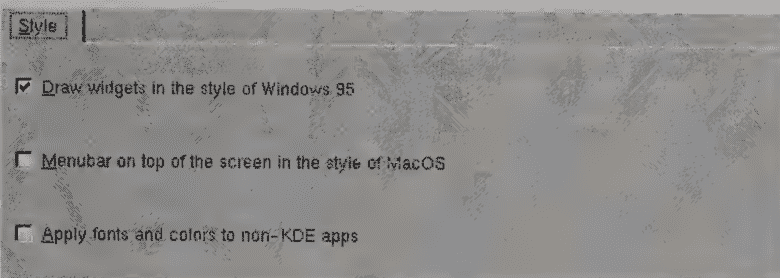 Style
Draw widgets in the style of Windows 95
Menubar on top of the screen in the style of MacOS
Apply fonts and colors to non-KDE apps